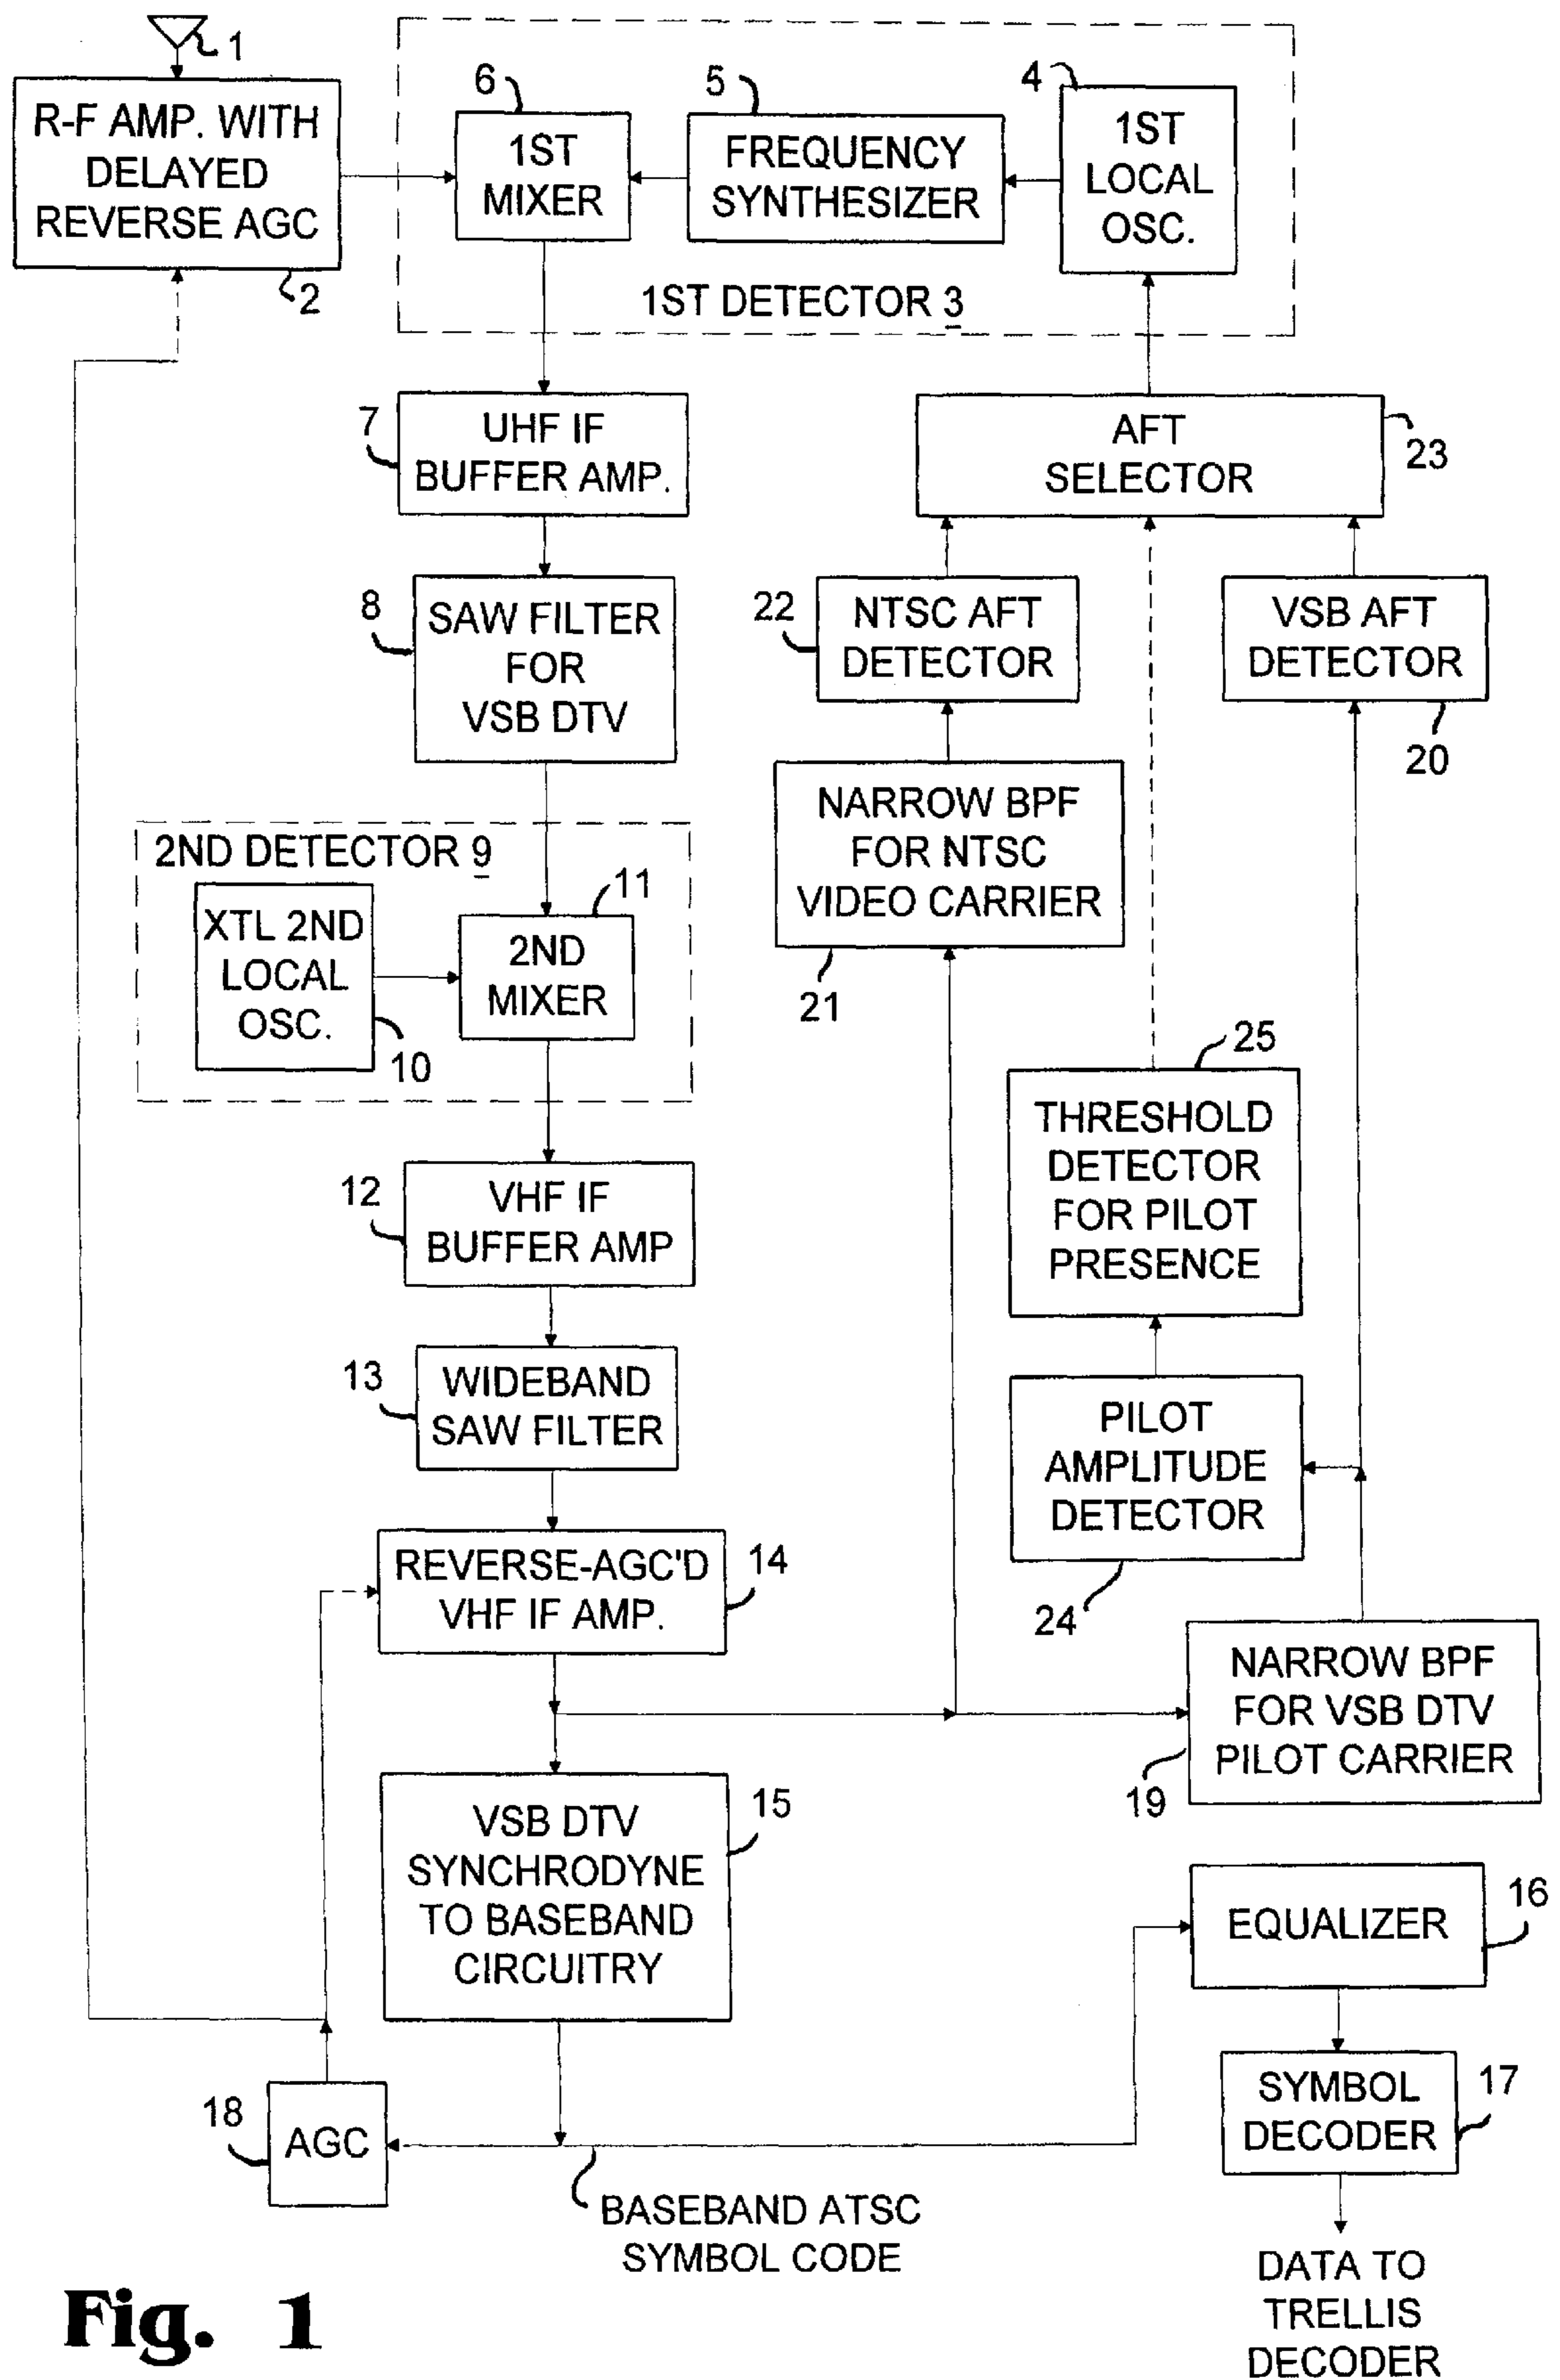 1
R-F AMP. WITH
DELAYED
REVERSE AGC
2
6
1ST
MIXER
5
FREQUENCY
SYNTHESIZER
4
1ST
LOCAL
OSC.
1ST DETECTOR 3
7
UHF IF
BUFFER AMP.
AFT
SELECTOR
23
8
SAW FILTER
FOR
VSB DTV
22
NTSC AFT
DETECTOR
VSB AFT
DETECTOR
20
NARROW BPF
FOR NTSC
VIDEO CARRIER
21
2ND DETECTOR 9
XTL 2ND
LOCAL
OSC.
10
11
2ND
MIXER
25
THRESHOLD
DETECTOR
FOR PILOT
PRESENCE
12
VHF IF
BUFFER AMP
13
WIDEBAND
SAW FILTER
PILOT
AMPLITUDE
DETECTOR
24
REVERSE-AGC'D
VHF IF AMP.
14
NARROW BPF
FOR VSB DTV
PILOT CARRIER
19
VSB DTV
SYNCHRODYNE
TO BASEBAND
CIRCUITRY
15
EQUALIZER
16
SYMBOL
DECODER
17
18
AGC
BASEBAND ATSC
SYMBOL CODE
DATA TO
TRELLIS
DECODER
Fig. 1